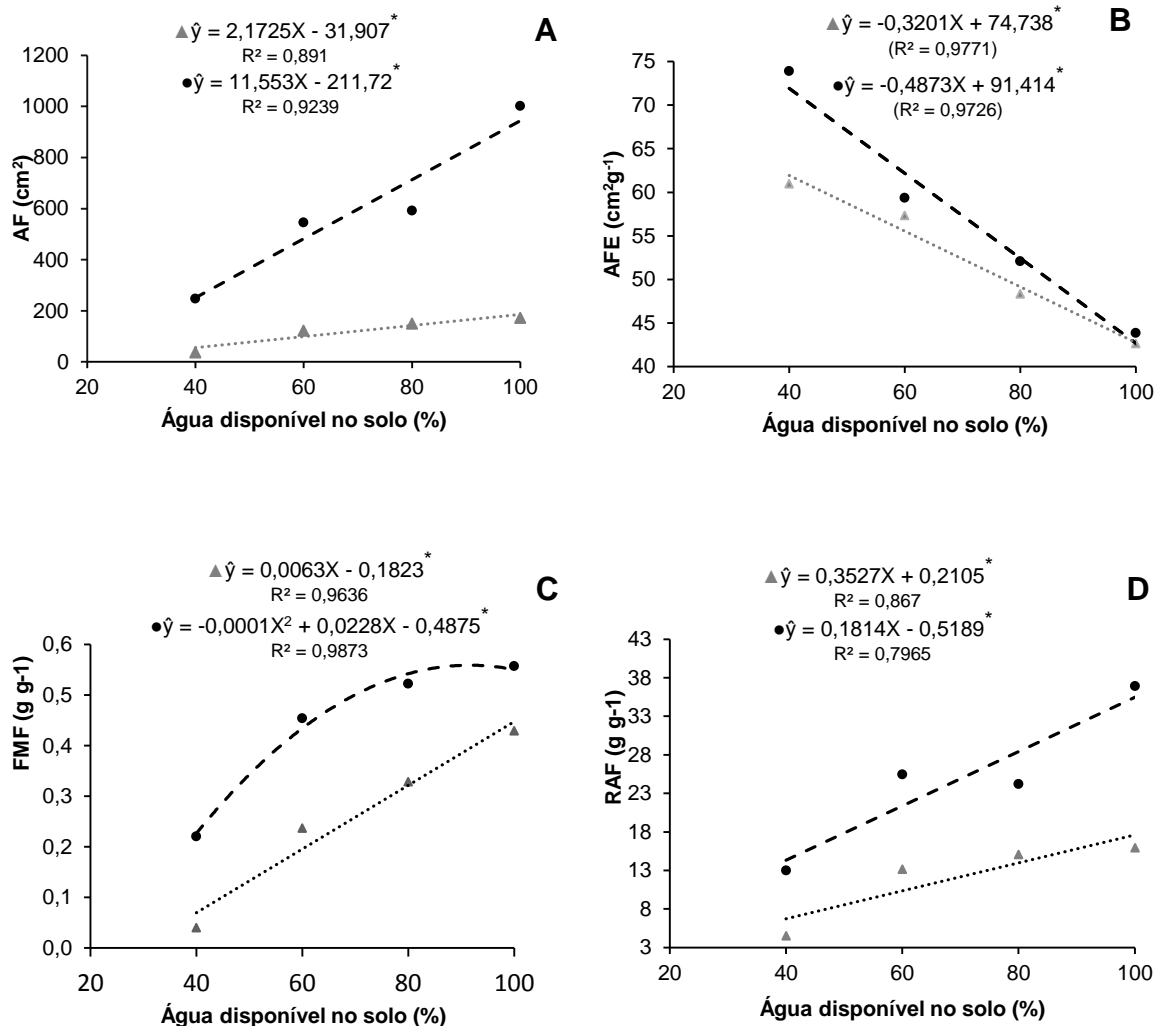 A
▲ ŷ = 2,1725X - 31,907*
R² = 0,891
● ŷ = 11,553X - 211,72*
R² = 0,9239
1200
1000
800
600
400
200
0
AF (cm²)
20 40 60 80 100
Água disponível no solo (%)
B
▲ ŷ = -0,3201X + 74,738*
(R² = 0,9771)
● ŷ = -0,4873X + 91,414*
(R² = 0,9726)
75
70
65
60
55
50
45
40
AFE (cm²g⁻¹)
20 40 60 80 100
Água disponível no solo (%)
C
▲ ŷ = 0,0063X - 0,1823*
R² = 0,9636
● ŷ = -0,0001X² + 0,0228X - 0,4875*
R² = 0,9873
0,6
0,5
0,4
0,3
0,2
0,1
0,0
FMF (g g-1)
20 40 60 80 100
Água disponível no solo (%)
D
▲ ŷ = 0,3527X + 0,2105*
R² = 0,867
● ŷ = 0,1814X - 0,5189*
R² = 0,7965
43
38
33
28
23
18
13
8
3
RAF (g g-1)
20 40 60 80 100
Água disponível no solo (%)